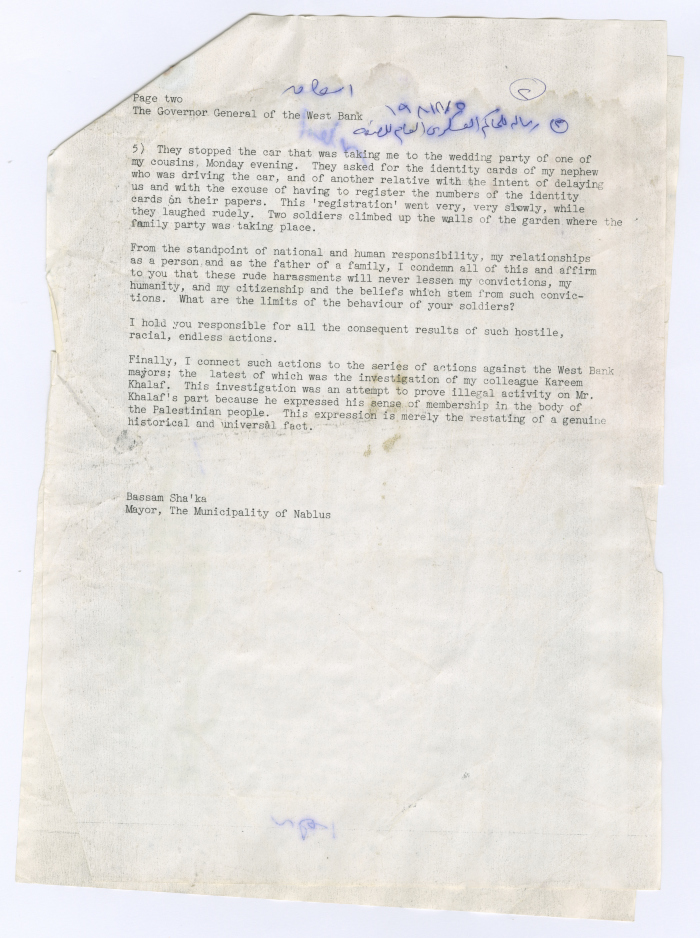 Page two
The Governor General of the West Bank
رسالة للحاكم العسكري العام للضفة
5) They stopped the car that was taking me to the wedding party of one of
my cousins, Monday evening. They asked for the identity cards of my nephew
who was driving the car, and of another relative with the intent of delaying
us and with the excuse of having to register the numbers of the identity
cards on their papers. This 'registration' went very, very slowly, while
they laughed rudely. Two soldiers climbed up the walls of the garden where the
family party was taking place.
From the standpoint of national and human responsibility, my relationships
as a person and as the father of a family, I condemn all of this and affirm
to you that these rude harassments will never lessen my convictions, my
humanity, and my citizenship and the beliefs which stem from such convic-
tions. What are the limits of the behaviour of your soldiers?
I hold you responsible for all the consequent results of such hostile,
racial, endless actions.
Finally, I connect such actions to the series of actions against the West Bank
mayors; the latest of which was the investigation of my colleague Kareem
Khalaf. This investigation was an attempt to prove illegal activity on Mr.
Khalaf's part because he expressed his sense of membership in the body of
the Palestinian people. This expression is merely the restating of a genuine
historical and universal fact.
Bassam Sha'ka
Mayor, The Municipality of Nablus